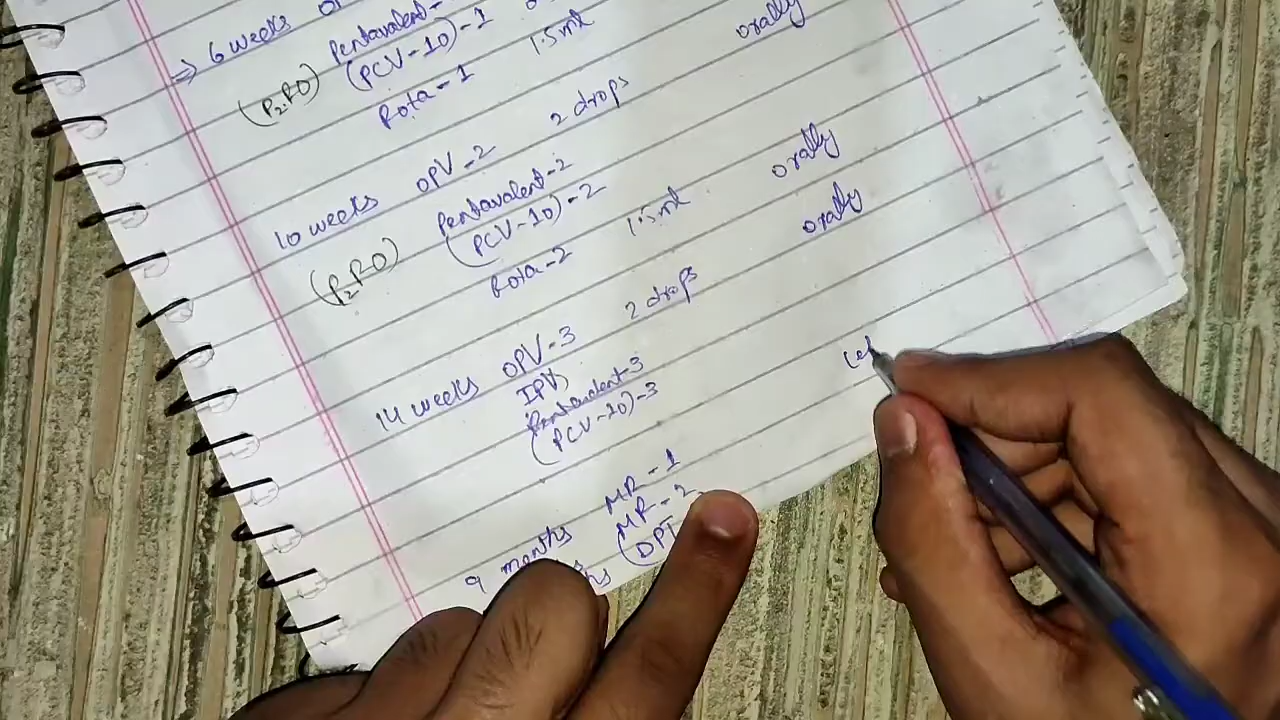 ⇒ 6 weeks
Pentavalent-
(P₂RO) (PCV-10)-1
Rota-1 1.5ml orally
10 weeks OPV-2 2 drops
Pentavalent-2
(P₂RO) (PCV-10)-2 orally
Rota-2 1.5ml orally
14 weeks OPV-3 2 drops
IPV
Pentavalent-3
(PCV-10)-3
9 months MR-1
MR-2
(DPT